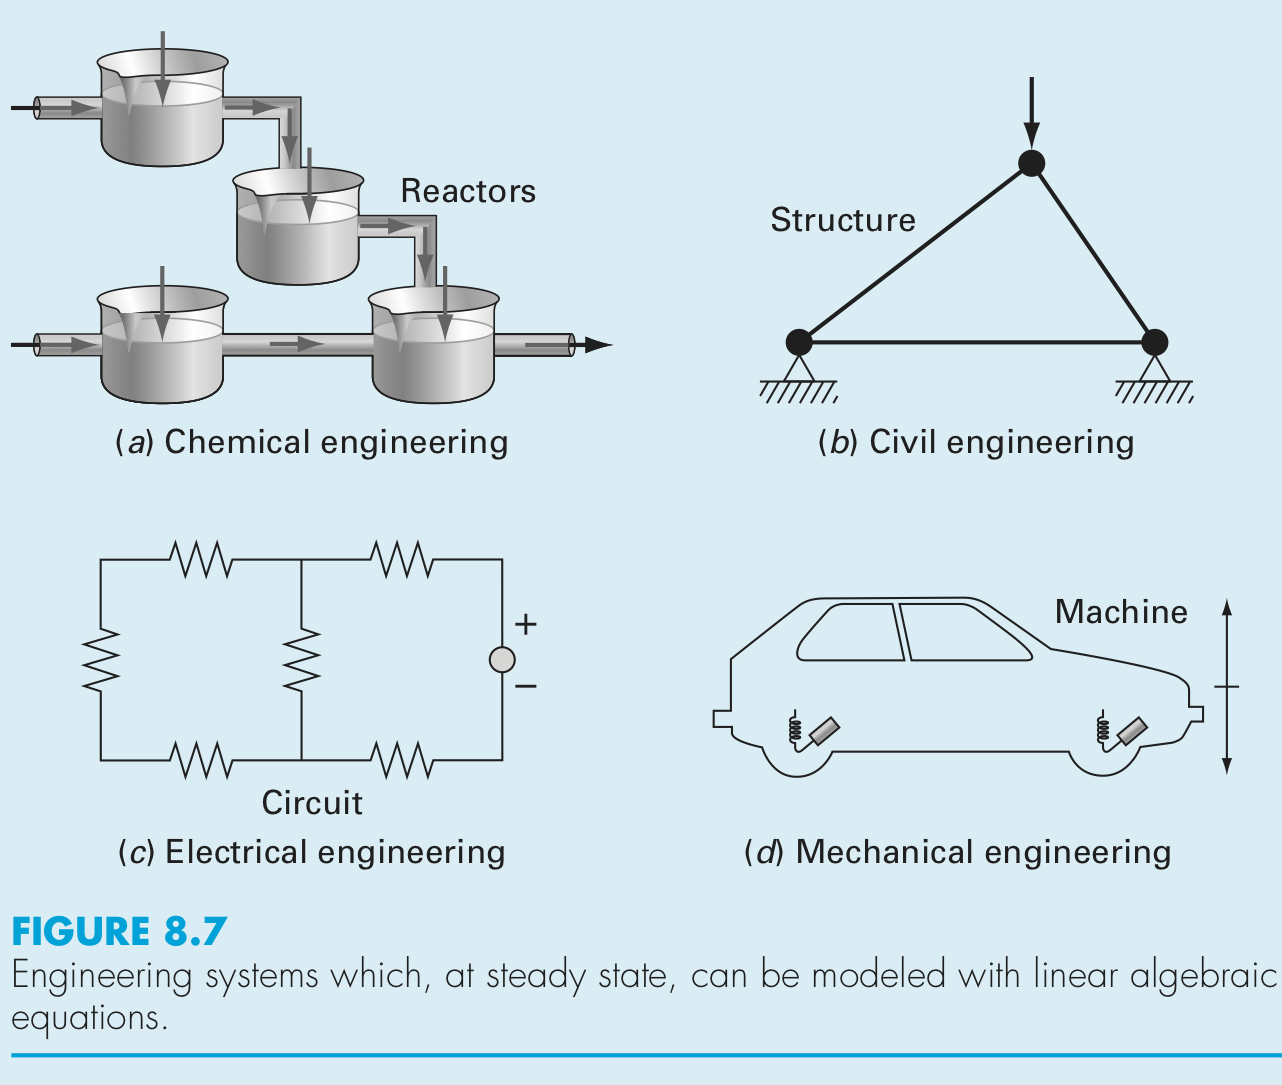 Reactors
Structure
(a) Chemical engineering
(b) Civil engineering
+
−
Circuit
Machine
(c) Electrical engineering
(d) Mechanical engineering
FIGURE 8.7
Engineering systems which, at steady state, can be modeled with linear algebraic
equations.